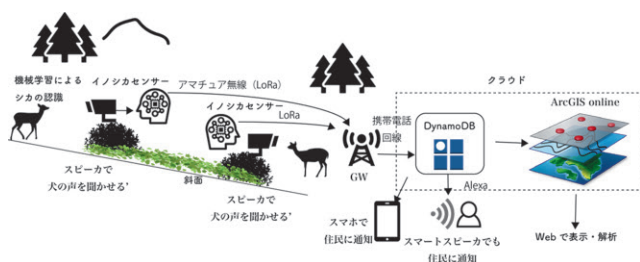 機械学習による
シカの認識
イノシカセンサー
アマチュア無線（LoRa）
イノシカセンサー
LoRa
携帯電話
回線
クラウド
DynamoDB
ArcGIS online
GW
Alexa
斜面
スピーカで
犬の声を聞かせる'
スピーカで
犬の声を聞かせる'
スマホで
住民に通知
スマートスピーカでも
住民に通知
Web で表示・解析